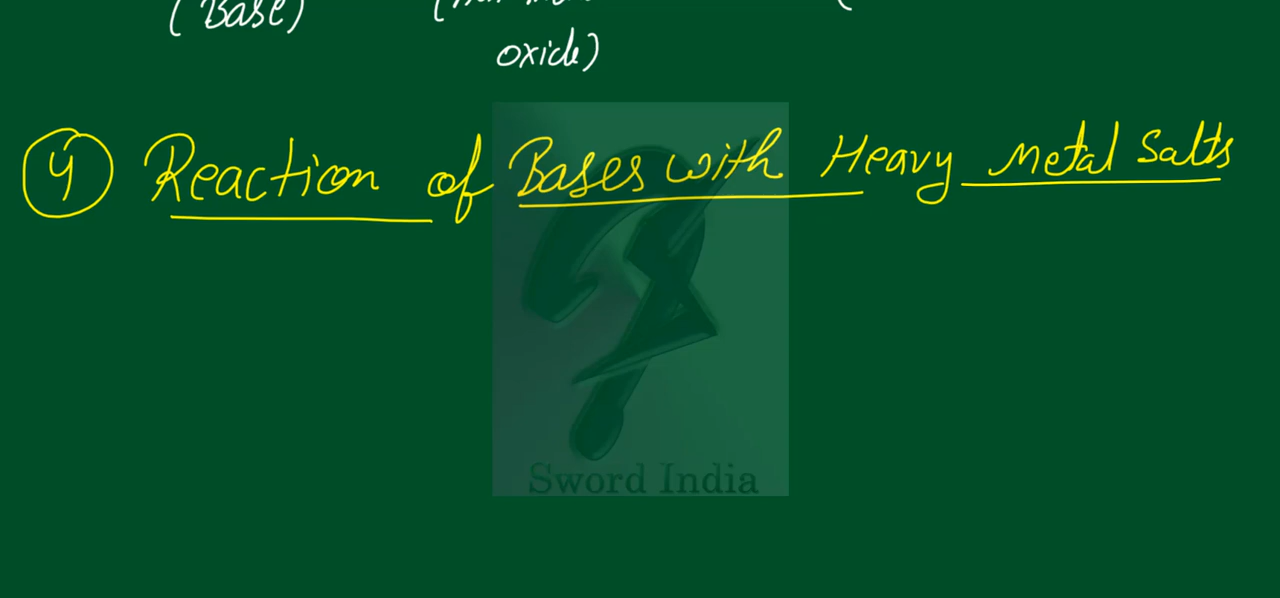 (Base)
oxide)
4 Reaction of Bases with Heavy Metal Salts
Sword India